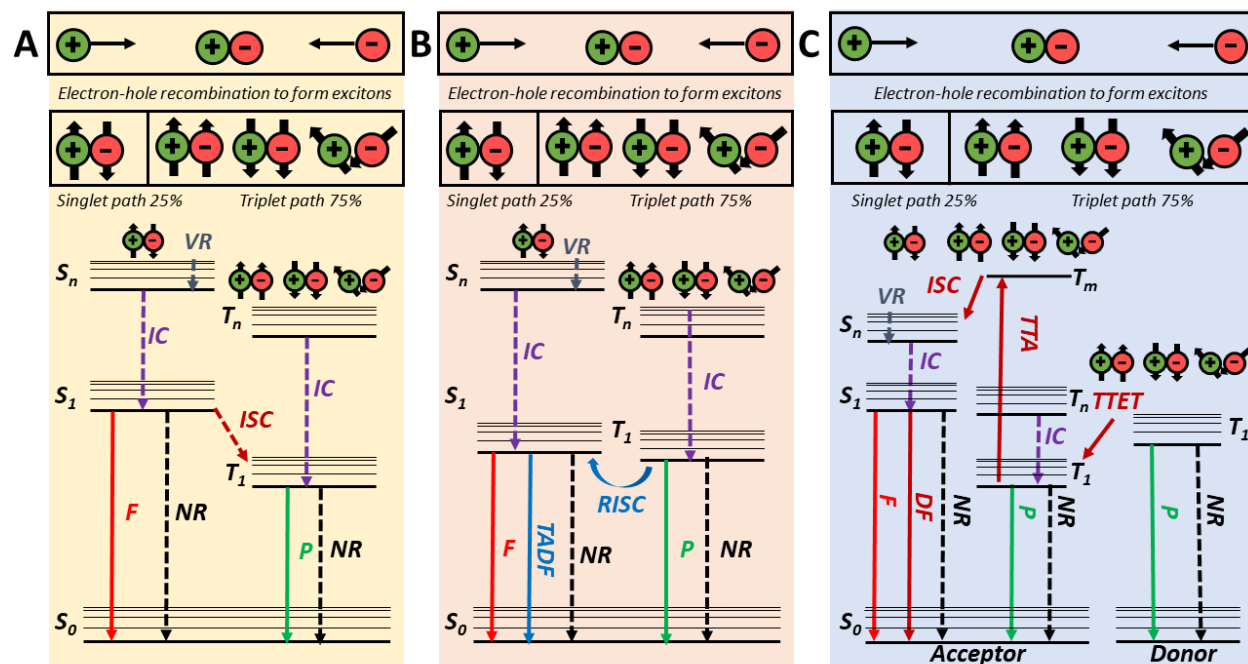 A
+
+ -
-
Electron-hole recombination to form excitons
+ -
+ -
+ -
+ -
Singlet path 25%
Triplet path 75%
+ -
VR
Sn
+ -
+ -
+ -
Tn
IC
IC
S1
ISC
T1
F
NR
P
NR
S0
B
+
+ -
-
Electron-hole recombination to form excitons
+ -
+ -
+ -
+ -
Singlet path 25%
Triplet path 75%
+ -
VR
Sn
+ -
+ -
+ -
Tn
IC
IC
S1
T1
RISC
F
TADF
NR
P
NR
S0
C
+
+ -
-
Electron-hole recombination to form excitons
+ -
+ -
+ -
+ -
Singlet path 25%
Triplet path 75%
+ -
+ -
+ -
+ -
ISC
Tm
VR
Sn
TTA
IC
+ -
+ -
+ -
S1
Tn
TTET
T1
IC
T1
F
DF
NR
P
NR
P
NR
S0
Acceptor
Donor